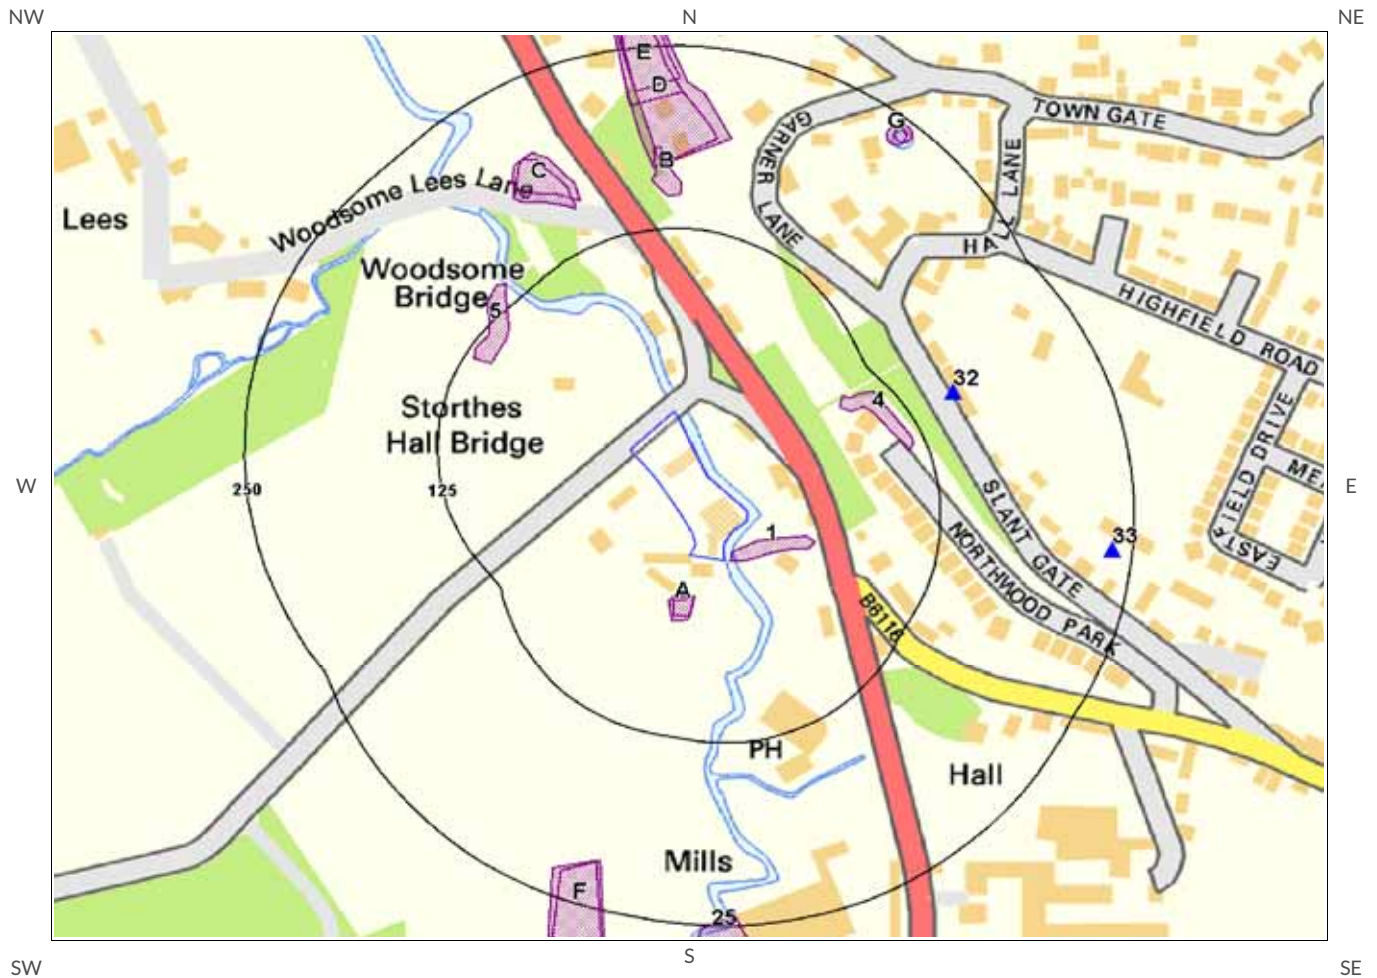 NW
N
NE
E
D
B
G
C
GARNER
LANE
TOWN GATE
HALL LANE
Lees
Woodsome Lees Lane
Woodsome
Bridge
5
HIGHFIELD ROAD
32
4
Storthes
Hall Bridge
W
250
125
E
SLANT GATE
EASTFIELD DRIVE
ME
1
33
NORTHWOOD PARK
A
B6116
PH
Hall
Mills
F
25
SW
S
SE